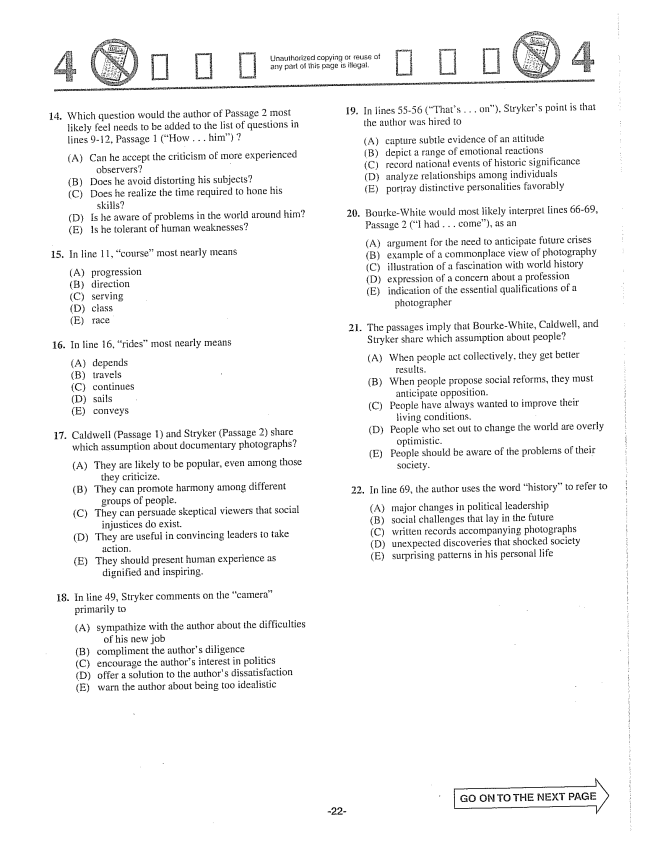 4
Unauthorized copying or reuse of
any part of this page is illegal.
4
14. Which question would the author of Passage 2 most
likely feel needs to be added to the list of questions in
lines 9-12, Passage 1 ("How . . . him") ?
(A) Can he accept the criticism of more experienced
observers?
(B) Does he avoid distorting his subjects?
(C) Does he realize the time required to hone his
skills?
(D) Is he aware of problems in the world around him?
(E) Is he tolerant of human weaknesses?
15. In line 11, "course" most nearly means
(A) progression
(B) direction
(C) serving
(D) class
(E) race
16. In line 16, "rides" most nearly means
(A) depends
(B) travels
(C) continues
(D) sails
(E) conveys
17. Caldwell (Passage 1) and Stryker (Passage 2) share
which assumption about documentary photographs?
(A) They are likely to be popular, even among those
they criticize.
(B) They can promote harmony among different
groups of people.
(C) They can persuade skeptical viewers that social
injustices do exist.
(D) They are useful in convincing leaders to take
action.
(E) They should present human experience as
dignified and inspiring.
18. In line 49, Stryker comments on the "camera"
primarily to
(A) sympathize with the author about the difficulties
of his new job
(B) compliment the author's diligence
(C) encourage the author's interest in politics
(D) offer a solution to the author's dissatisfaction
(E) warn the author about being too idealistic
19. In lines 55-56 ("That's . . . on"), Stryker's point is that
the author was hired to
(A) capture subtle evidence of an attitude
(B) depict a range of emotional reactions
(C) record national events of historic significance
(D) analyze relationships among individuals
(E) portray distinctive personalities favorably
20. Bourke-White would most likely interpret lines 66-69,
Passage 2 ("I had . . . come"), as an
(A) argument for the need to anticipate future crises
(B) example of a commonplace view of photography
(C) illustration of a fascination with world history
(D) expression of a concern about a profession
(E) indication of the essential qualifications of a
photographer
21. The passages imply that Bourke-White, Caldwell, and
Stryker share which assumption about people?
(A) When people act collectively, they get better
results.
(B) When people propose social reforms, they must
anticipate opposition.
(C) People have always wanted to improve their
living conditions.
(D) People who set out to change the world are overly
optimistic.
(E) People should be aware of the problems of their
society.
22. In line 69, the author uses the word "history" to refer to
(A) major changes in political leadership
(B) social challenges that lay in the future
(C) written records accompanying photographs
(D) unexpected discoveries that shocked society
(E) surprising patterns in his personal life
GO ON TO THE NEXT PAGE
-22-